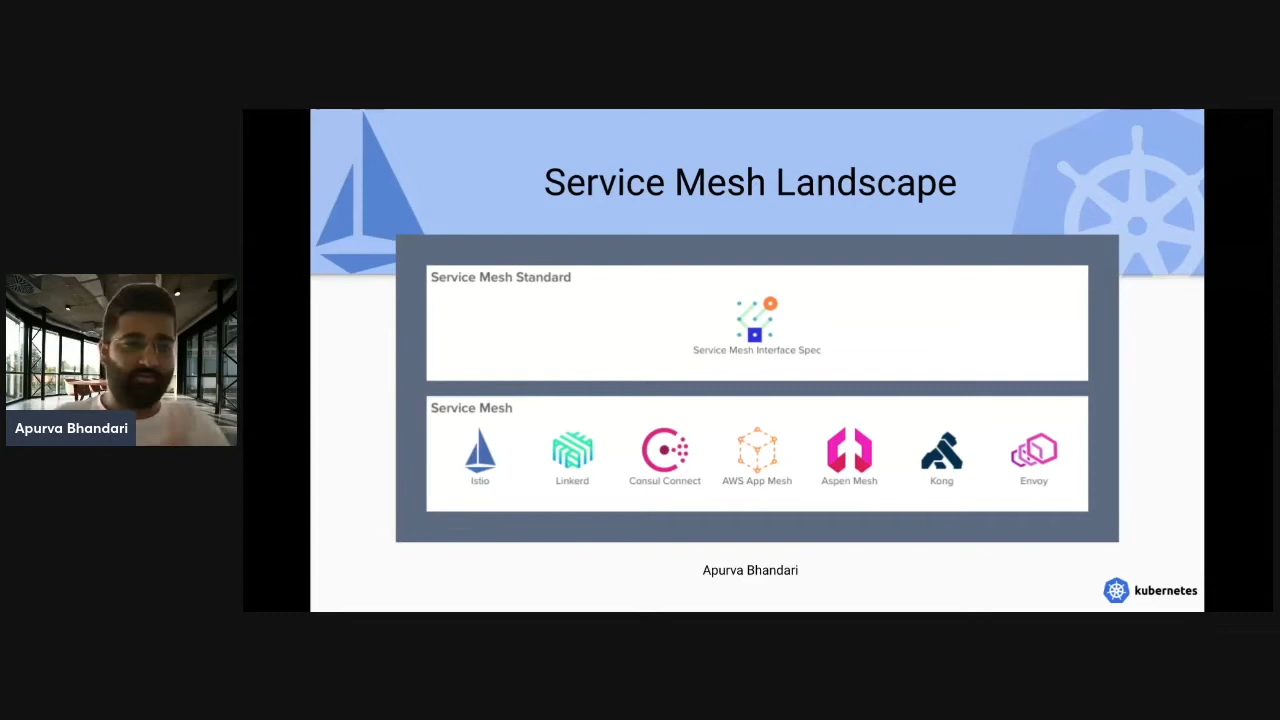 Service Mesh Landscape
Service Mesh Standard
Service Mesh Interface Spec
Service Mesh
Istio Linkerd Consul Connect AWS App Mesh Aspen Mesh Kong Envoy
Apurva Bhandari
kubernetes
Apurva Bhandari